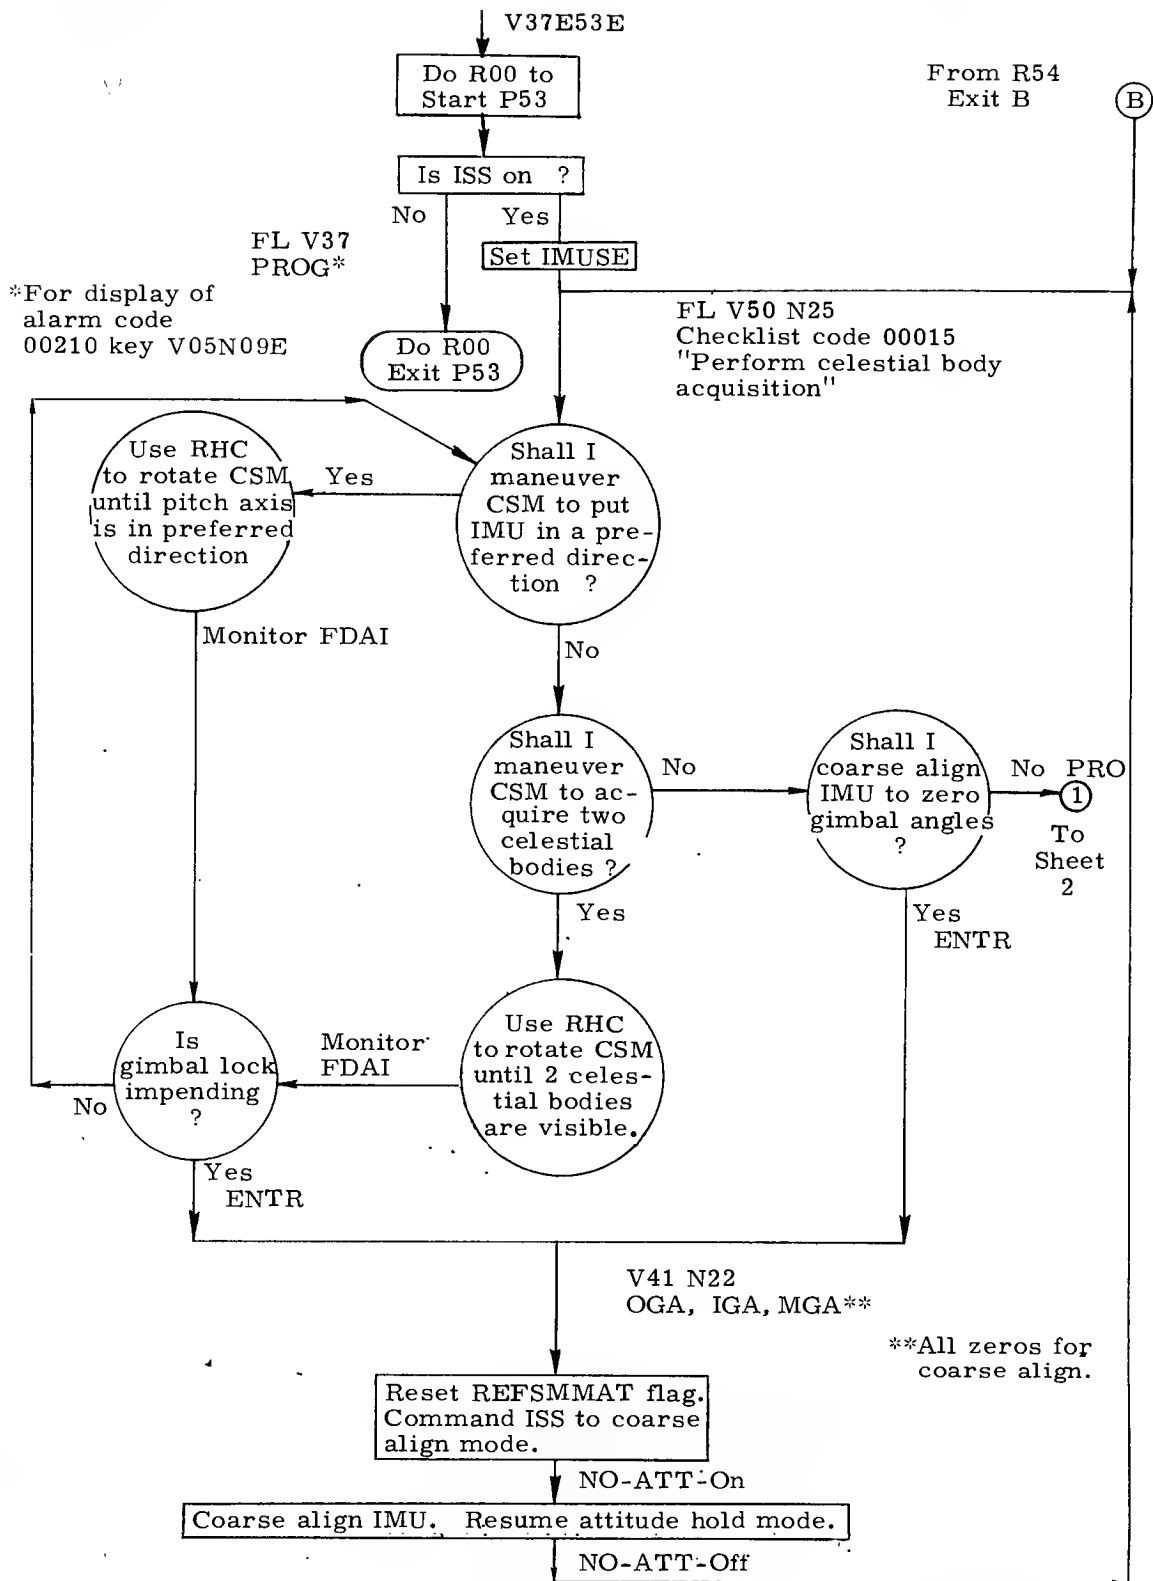 V37E53E
Do R00 to
Start P53
From R54
Exit B
B
Is ISS on ?
No
Yes
FL V37
PROG*
Set IMUSE
*For display of
alarm code
00210 key V05N09E
Do R00
Exit P53
FL V50 N25
Checklist code 00015
"Perform celestial body
acquisition"
Use RHC
to rotate CSM
until pitch axis
is in preferred
direction
Yes
Shall I
maneuver
CSM to put
IMU in a pre-
ferred direc-
tion ?
Monitor FDAI
No
Shall I
maneuver
CSM to ac-
quire two
celestial
bodies ?
No
Shall I
coarse align
IMU to zero
gimbal angles
?
No PRO
1
To
Sheet
2
Yes
Yes
ENTR
Is
gimbal lock
impending
?
No
Monitor
FDAI
Use RHC
to rotate CSM
until 2 celes-
tial bodies
are visible.
Yes
ENTR
V41 N22
OGA, IGA, MGA**
**All zeros for
coarse align.
Reset REFSMMAT flag.
Command ISS to coarse
align mode.
NO-ATT-On
Coarse align IMU. Resume attitude hold mode.
NO-ATT-Off